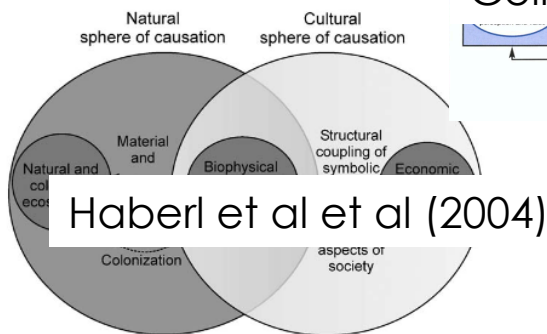 Natural
sphere of causation
Cultural
sphere of causation
Material
and
Natural and
Biophysical
Structural
coupling of
symbolic
Economic
Haberl et al et al (2004)
Colonization
aspects of
society